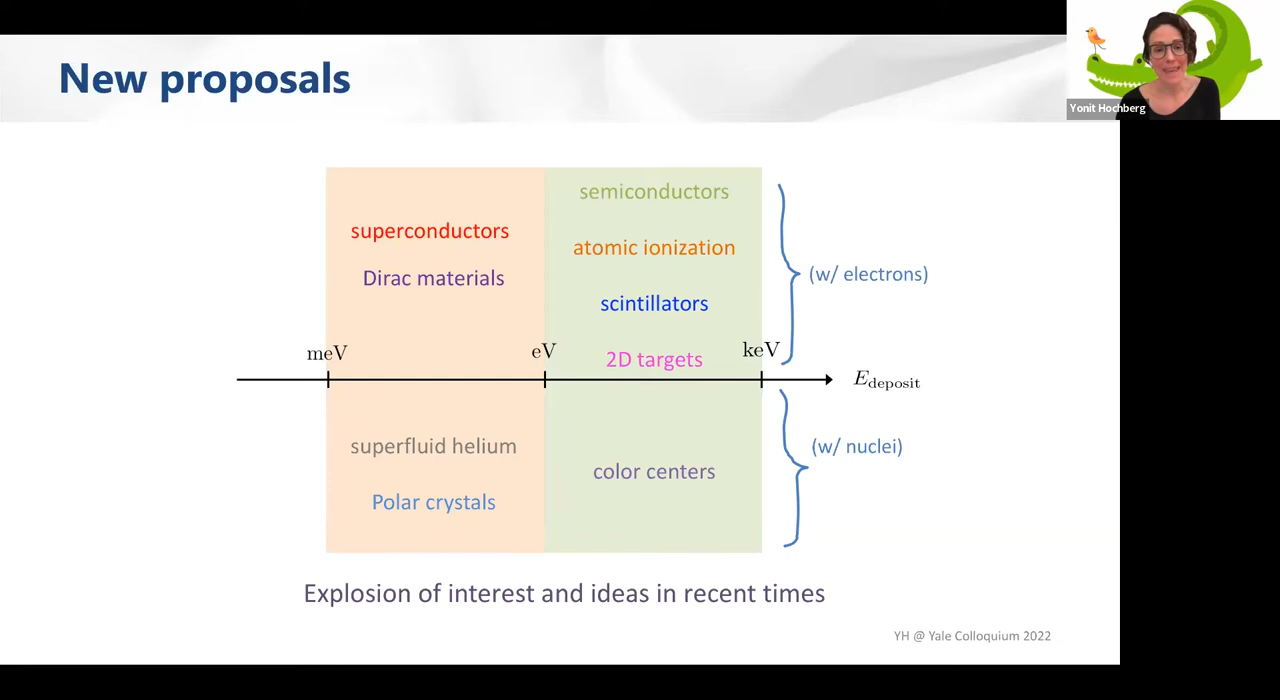 New proposals
Yonit Hochberg
semiconductors
superconductors
atomic ionization
Dirac materials
(w/ electrons)
scintillators
meV
eV
2D targets
keV
E_deposit
superfluid helium
(w/ nuclei)
color centers
Polar crystals
Explosion of interest and ideas in recent times
YH @ Yale Colloquium 2022